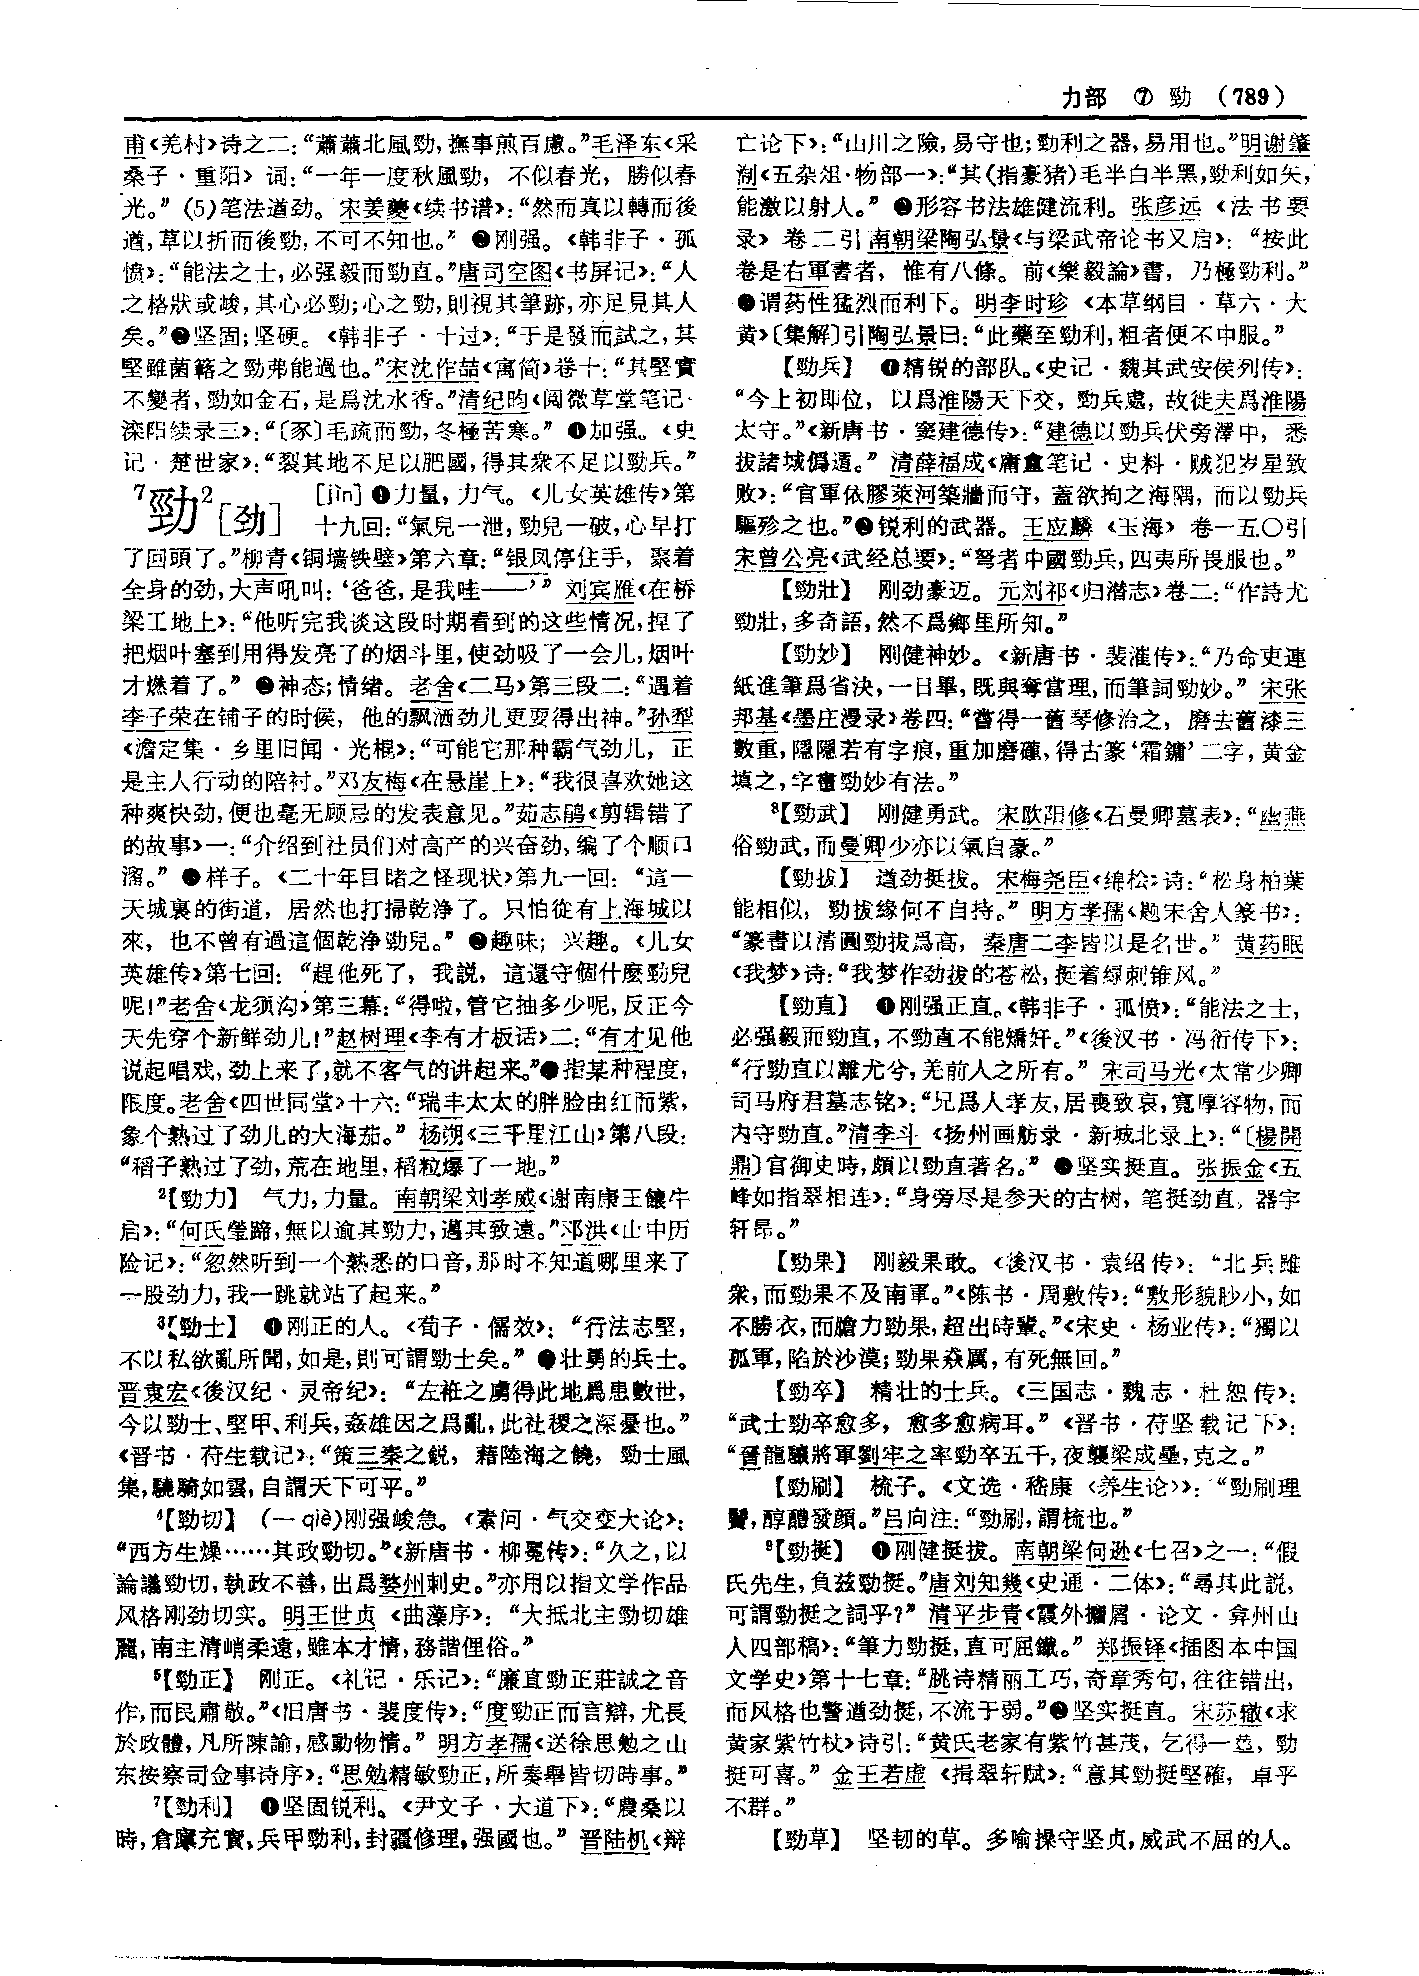 力部 ⑦ 勁 （789）
甫《羌村》诗之二：“蕭蕭北風勁，撫事煎百慮。”毛泽东《采
桑子·重阳》词：“一年一度秋風勁，不似春光，勝似春
光。”(5)笔法遒劲。宋姜夔《续书谱》：“然而真以轉而後
遒，草以折而後勁，不可不知也。”❷刚强。《韩非子·孤
愤》：“能法之士，必强毅而勁直。”唐司空图《书屏记》：“人
之格狀或峻，其心必勁；心之勁，則視其筆跡，亦足見其人
矣。”❸坚固；坚硬。《韩非子·十过》：“于是發而試之，其
堅雖菌簵之勁弗能過也。”宋沈作喆《寓简》卷十：“其堅實
不變者，勁如金石，是爲沈水香。”清纪昀《阅微草堂笔记·
滦阳续录三》：“〔豕〕毛疏而勁，冬極苦寒。”❹加强。《史
记·楚世家》：“裂其地不足以肥國，得其衆不足以勁兵。”
⁷勁²［劲］ ［jìn］❶力量，力气。《儿女英雄传》第
十九回：“氣兒一泄，勁兒一破，心早打
了回頭了。”柳青《铜墙铁壁》第六章：“银凤停住手，聚着
全身的劲，大声吼叫：‘爸爸，是我哇——’”刘宾雁《在桥
梁工地上》：“他听完我谈这段时期看到的这些情况，捏了
把烟叶塞到用得发亮了的烟斗里，使劲吸了一会儿，烟叶
才燃着了。”❷神态；情绪。老舍《二马》第三段二：“遇着
李子荣在铺子的时候，他的飘洒劲儿更要得出神。”孙犁
《澹定集·乡里旧闻·光棍》：“可能它那种霸气劲儿，正
是主人行动的陪衬。”邓友梅《在悬崖上》：“我很喜欢她这
种爽快劲，便也毫无顾忌的发表意见。”茹志鹃《剪辑错了
的故事》一：“介绍到社员们对高产的兴奋劲、编了个顺口
溜。”❸样子。《二十年目睹之怪现状》第九一回：“這一
天城裏的街道，居然也打掃乾浄了。只怕從有上海城以
來，也不曾有過這個乾浄勁兒。”❹趣味；兴趣。《儿女
英雄传》第七回：“趕他死了，我説，這還守個什麽勁兒
呢！”老舍《龙须沟》第三幕：“得啦，管它抽多少呢，反正今
天先穿个新鲜劲儿！”赵树理《李有才板话》二：“有才见他
说起唱戏，劲上来了，就不客气的讲起来。”❺指某种程度，
限度。老舍《四世同堂》十六：“瑞丰太太的胖脸由红而紫，
象个熟过了劲儿的大海茄。”杨朔《三千里江山》第八段：
“稻子熟过了劲，荒在地里，稻粒爆了一地。”
²【勁力】 气力，力量。南朝梁刘孝威《谢南康王饟牛
启》：“何氏瑩蹄，無以逾其勁力，邁其致遠。”邓洪《山中历
险记》：“忽然听到一个熟悉的口音，那时不知道哪里来了
一股劲力，我一跳就站了起来。”
³【勁士】 ❶刚正的人。《荀子·儒效》：“行法志堅，
不以私欲亂所聞，如是，則可謂勁士矣。”❷壮勇的兵士。
晋袁宏《後汉纪·灵帝纪》：“左袵之虜得此地爲患數世，
今以勁士、堅甲、利兵，姦雄因之爲亂，此社稷之深憂也。”
《晋书·苻生载记》：“策三秦之鋭，藉陸海之饒，勁士風
集，驍騎如雲，自謂天下可平。”
⁴【勁切】 （一qiè）刚强峻急。《素问·气交变大论》：
“西方生燥……其政勁切。”《新唐书·柳冕传》：“久之，以
論議勁切，執政不善，出爲婺州刺史。”亦用以指文学作品
风格刚劲切实。明王世贞《曲藻序》：“大抵北主勁切雄
麗，南主清峭柔遠，雖本才情，務諧俚俗。”
⁵【勁正】 刚正。《礼记·乐记》：“廉直勁正莊誠之音
作，而民肅敬。”《旧唐书·裴度传》：“度勁正而言辯，尤長
於政體，凡所陳諭，感動物情。”明方孝孺《送徐思勉之山
东按察司佥事诗序》：“思勉精敏勁正，所奏舉皆切時事。”
⁷【勁利】 ❶坚固锐利。《尹文子·大道下》：“農桑以
時，倉廩充實，兵甲勁利，封疆修理，强國也。”晋陆机《辩
亡论下》：“山川之險，易守也；勁利之器，易用也。”明谢肇
淛《五杂俎·物部一》：“其（指豪猪）毛半白半黑，勁利如矢，
能激以射人。”❷形容书法雄健流利。张彦远《法书要
录》卷二引南朝梁陶弘景《与梁武帝论书又启》：“按此
卷是右軍書者，惟有八條。前《樂毅論》書，乃極勁利。”
❸谓药性猛烈而利下。明李时珍《本草纲目·草六·大
黄》〔集解〕引陶弘景曰：“此藥至勁利，粗者便不中服。”
【勁兵】 ❶精锐的部队。《史记·魏其武安侯列传》：
“今上初即位，以爲淮陽天下交，勁兵處，故徙夫爲淮陽
太守。”《新唐书·窦建德传》：“建德以勁兵伏旁澤中，悉
拔諸城僞遁。”清薛福成《庸盦笔记·史料·贼犯岁星致
败》：“官軍依膠萊河築牆而守，蓋欲拘之海隅，而以勁兵
驅殄之也。”❷锐利的武器。王应麟《玉海》卷一五〇引
宋曾公亮《武经总要》：“弩者中國勁兵，四夷所畏服也。”
【勁壯】 刚劲豪迈。元刘祁《归潜志》卷二：“作詩尤
勁壯，多奇語，然不爲鄉里所知。”
【勁妙】 刚健神妙。《新唐书·裴漼传》：“乃命吏連
紙進筆爲省決，一日畢，既與奪當理，而筆詞勁妙。”宋张
邦基《墨庄漫录》卷四：“嘗得一舊琴修治之，磨去舊漆三
數重，隱隱若有字痕，重加磨礲，得古篆‘霜鏞’二字，黄金
填之，字畫勁妙有法。”
⁸【勁武】 刚健勇武。宋欧阳修《石曼卿墓表》：“幽燕
俗勁武，而曼卿少亦以氣自豪。”
【勁拔】 遒劲挺拔。宋梅尧臣《绵松》诗：“松身柏葉
能相似，勁拔緣何不自持。”明方孝孺《题宋舍人篆书》：
“篆書以清圓勁拔爲高，秦唐二李皆以是名世。”黄药眠
《我梦》诗：“我梦作劲拔的苍松，挺着绿刺锥风。”
【勁直】 ❶刚强正直。《韩非子·孤愤》：“能法之士，
必强毅而勁直，不勁直不能矯奸。”《後汉书·冯衍传下》：
“行勁直以離尤兮，羌前人之所有。”宋司马光《太常少卿
司马府君墓志铭》：“兄爲人孝友，居喪致哀，寬厚容物，而
内守勁直。”清李斗《扬州画舫录·新城北录上》：“〔楊開
鼎〕官御史時，頗以勁直著名。”❷坚实挺直。张振金《五
峰如指翠相连》：“身旁尽是参天的古树，笔挺劲直，器宇
轩昂。”
【勁果】 刚毅果敢。《後汉书·袁绍传》：“北兵雖
衆，而勁果不及南軍。”《陈书·周敷传》：“敷形貌眇小，如
不勝衣，而膽力勁果，超出時輩。”《宋史·杨业传》：“獨以
孤軍，陷於沙漠；勁果猋厲，有死無回。”
【勁卒】 精壮的士兵。《三国志·魏志·杜恕传》：
“武士勁卒愈多，愈多愈病耳。”《晋书·苻坚载记下》：
“晉龍驤將軍劉牢之率勁卒五千，夜襲梁成壘，克之。”
【勁刷】 梳子。《文选·嵇康〈养生论〉》：“勁刷理
鬢，醇醴發顔。”吕向注：“勁刷，謂梳也。”
⁹【勁挺】 ❶刚健挺拔。南朝梁何逊《七召》之一：“假
氏先生，負兹勁挺。”唐刘知幾《史通·二体》：“尋其此説，
可謂勁挺之詞乎？”清平步青《霞外攟屑·论文·弇州山
人四部稿》：“筆力勁挺，直可屈鐵。”郑振铎《插图本中国
文学史》第十七章：“眺诗精丽工巧，奇章秀句，往往错出，
而风格也警遒劲挺，不流于弱。”❷坚实挺直。宋苏辙《求
黄家紫竹杖》诗引：“黄氏老家有紫竹甚茂，乞得一莖，勁
挺可喜。”金王若虚《揖翠轩赋》：“意其勁挺堅確，卓乎
不群。”
【勁草】 坚韧的草。多喻操守坚贞，威武不屈的人。